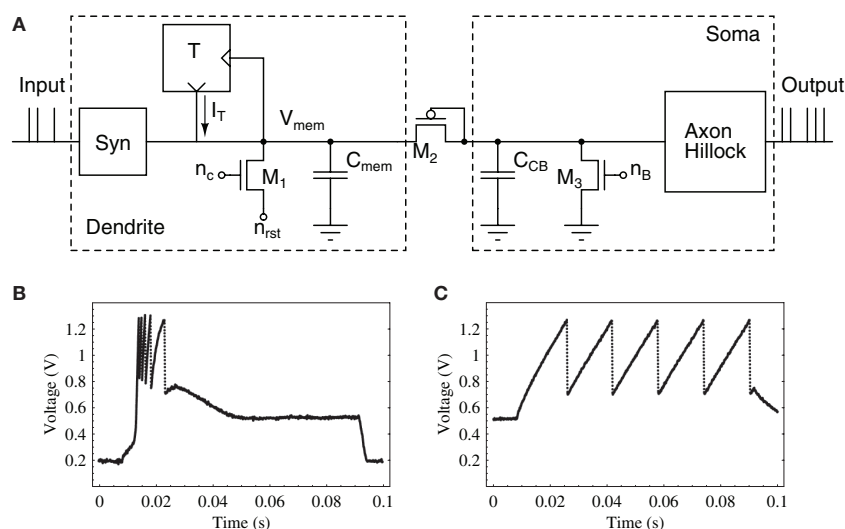 A
Input
T
I_T
V_mem
Soma
Output
Syn
n_c
M_1
C_mem
M_2
C_CB
M_3
n_B
Axon
Hillock
Dendrite
n_rst
B
Voltage (V)
1.2
1
0.8
0.6
0.4
0.2
0 0.02 0.04 0.06 0.08 0.1
Time (s)
C
Voltage (V)
1.2
1
0.8
0.6
0.4
0.2
0 0.02 0.04 0.06 0.08 0.1
Time (s)